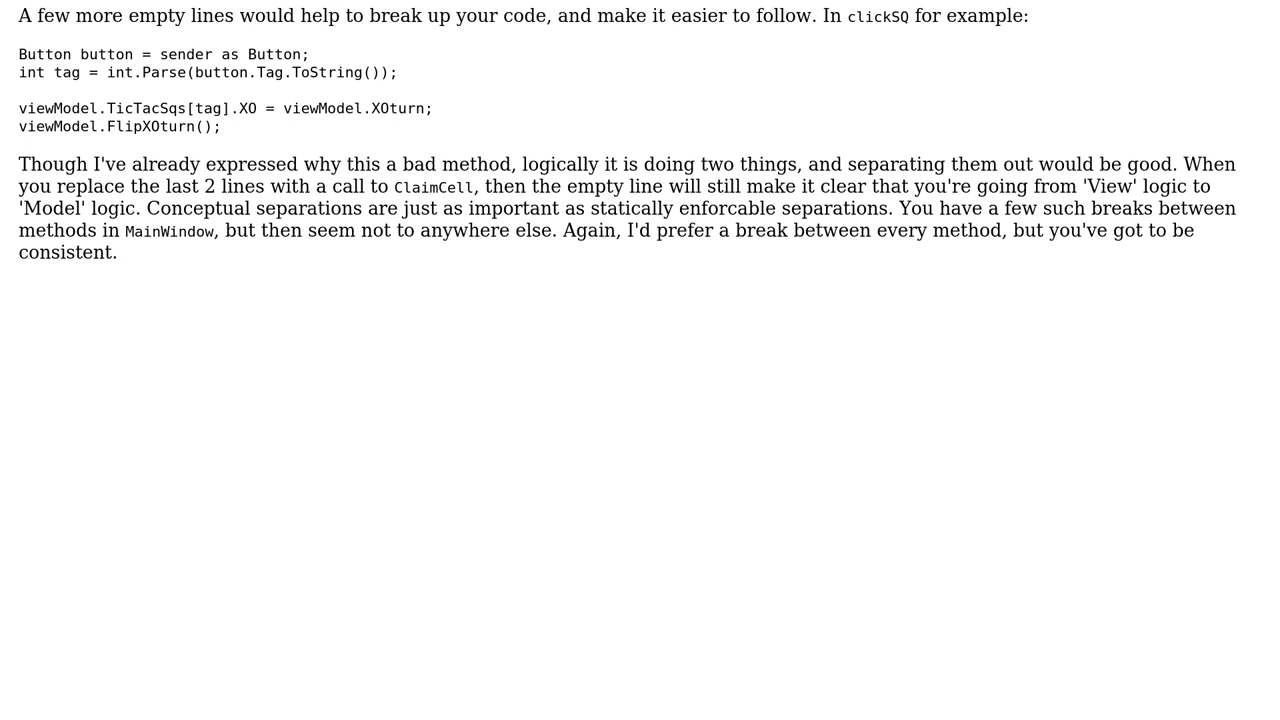 A few more empty lines would help to break up your code, and make it easier to follow. In clickSQ for example:
Button button = sender as Button;
int tag = int.Parse(button.Tag.ToString());
viewModel.TicTacSqs[tag].XO = viewModel.XOturn;
viewModel.FlipXOturn();
Though I've already expressed why this a bad method, logically it is doing two things, and separating them out would be good. When
you replace the last 2 lines with a call to ClaimCell, then the empty line will still make it clear that you're going from 'View' logic to
'Model' logic. Conceptual separations are just as important as statically enforcable separations. You have a few such breaks between
methods in MainWindow, but then seem not to anywhere else. Again, I'd prefer a break between every method, but you've got to be
consistent.